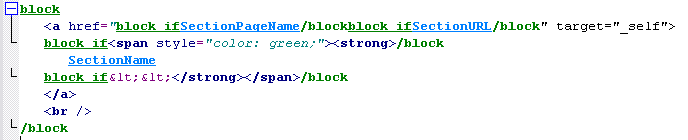 block
<a href="block ifSectionPageName/blockblock ifSectionURL/block" target="_self">
block if<span style="color: green;"><strong>/block
SectionName
block if&lt;&lt;</strong></span>/block
</a>
<br />
/block